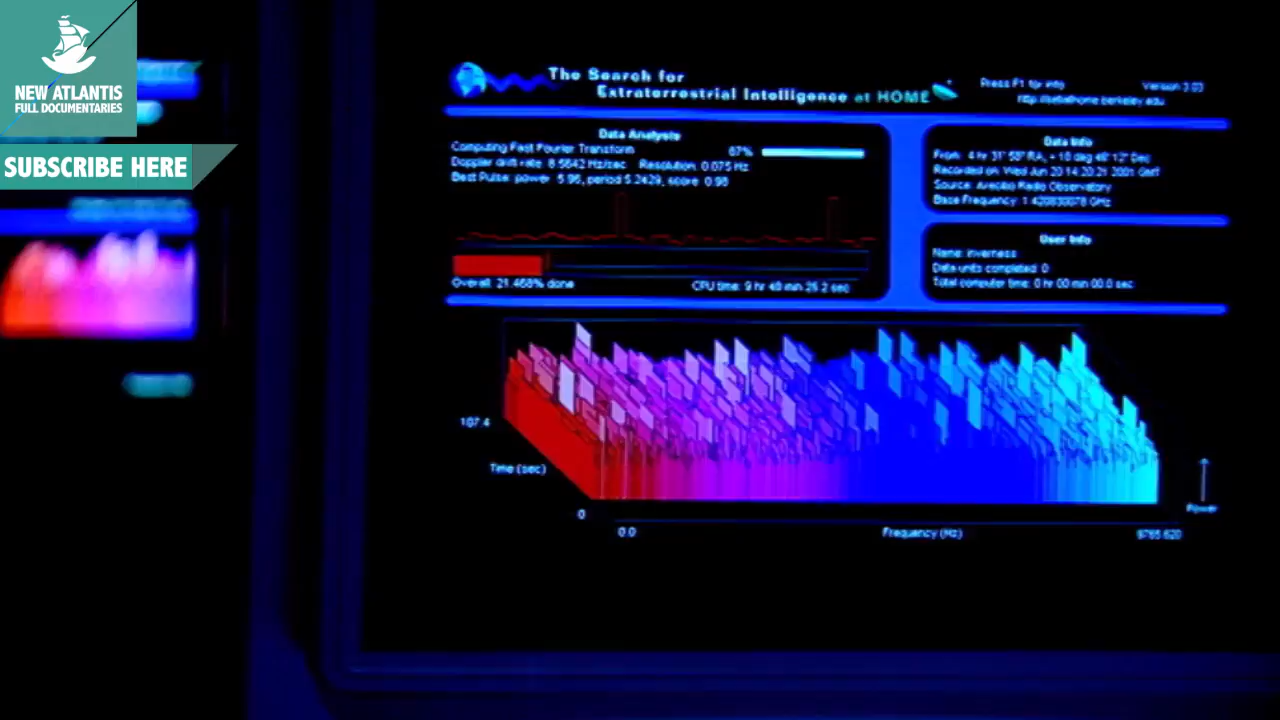 NEW ATLANTIS
FULL DOCUMENTARIES
SUBSCRIBE HERE
The Search for
Extraterrestrial Intelligence at HOME
Press F1 for info
Version 3.03
http://setiathome.berkeley.edu
Data Analysis
Computing Fast Fourier Transform
67%
Doppler drift rate: 8.5642 Hz/sec Resolution: 0.075 Hz
Best Pulse: power 5.96, period 5.2429, score 0.96
Overall: 21.468% done
CPU time: 9 hr 48 min 25.2 sec
Data Info
From: 4 hr 31' 58" RA, + 18 deg 48' 12" Dec
Recorded on: Wed Jun 20 14:20:21 2001 GMT
Source: Arecibo Radio Observatory
Base Frequency: 1.420830078 GHz
User Info
Name: inverness
Data units completed: 0
Total computer time: 0 hr 00 min 00.0 sec
107.4
Time (sec)
0
0.0
Frequency (Hz)
9765.620
Power